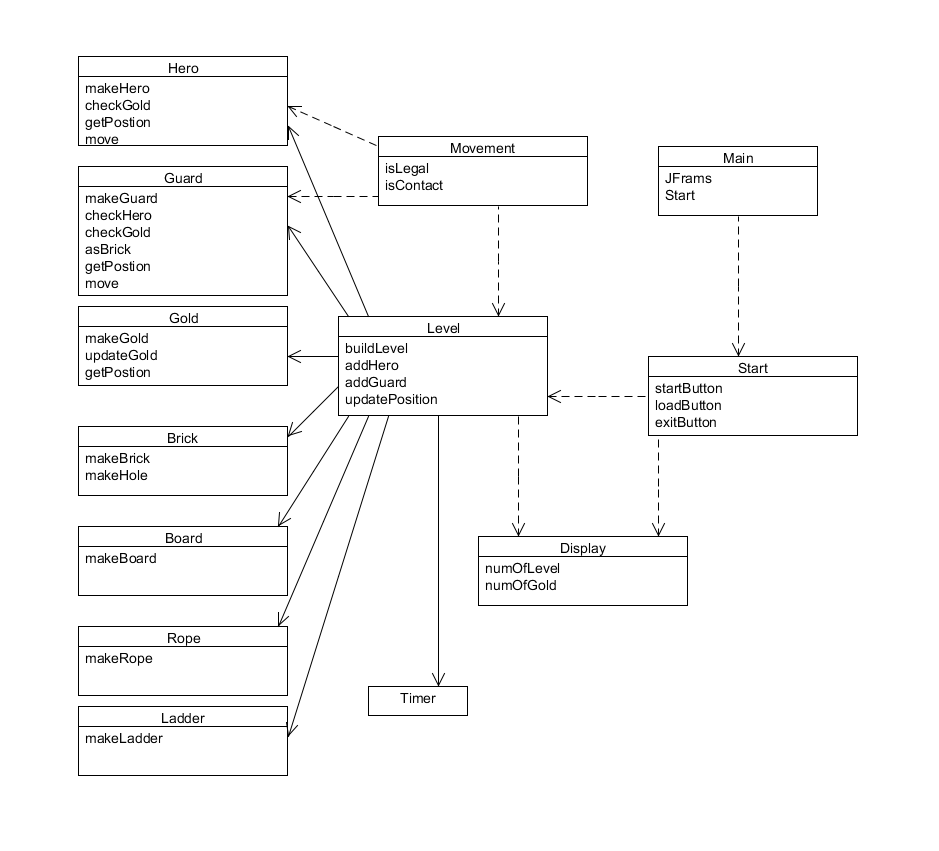 Hero
makeHero
checkGold
getPostion
move
Guard
makeGuard
checkHero
checkGold
asBrick
getPostion
move
Gold
makeGold
updateGold
getPostion
Brick
makeBrick
makeHole
Board
makeBoard
Rope
makeRope
Ladder
makeLadder
Movement
isLegal
isContact
Level
buildLevel
addHero
addGuard
updatePosition
Timer
Main
JFrams
Start
Start
startButton
loadButton
exitButton
Display
numOfLevel
numOfGold